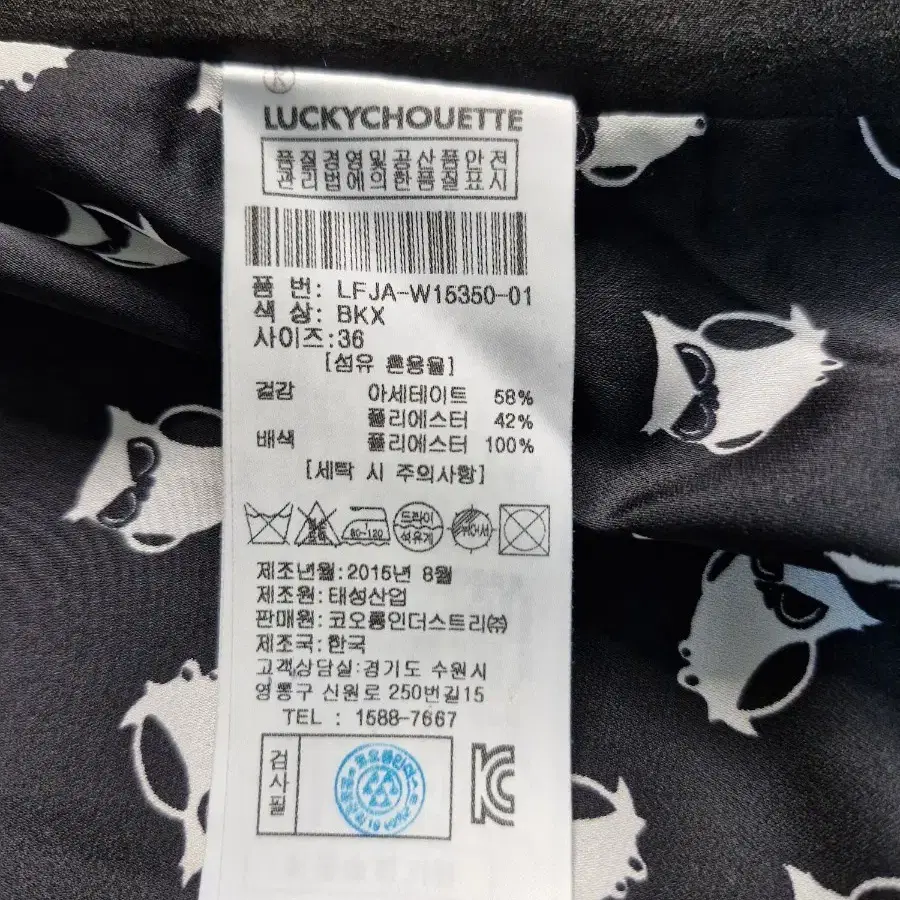 LUCKYCHOUETTE
품질경영및공산품안전
관리법에의한품질표시
품 번: LFJA-W15350-01
색 상: BKX
사이즈:36
[섬유 혼용율]
겉감 아세테이트 58%
폴리에스터 42%
배색 폴리에스터 100%
[세탁 시 주의사항]
80~120 드라이
석유계 뉘어서
제조년월:2015년 8월
제조원:태성산업
판매원:코오롱인더스트리㈜
제조국:한국
고객상담실:경기도 수원시
영통구 신원로 250번길15
TEL : 1588-7667
검사필